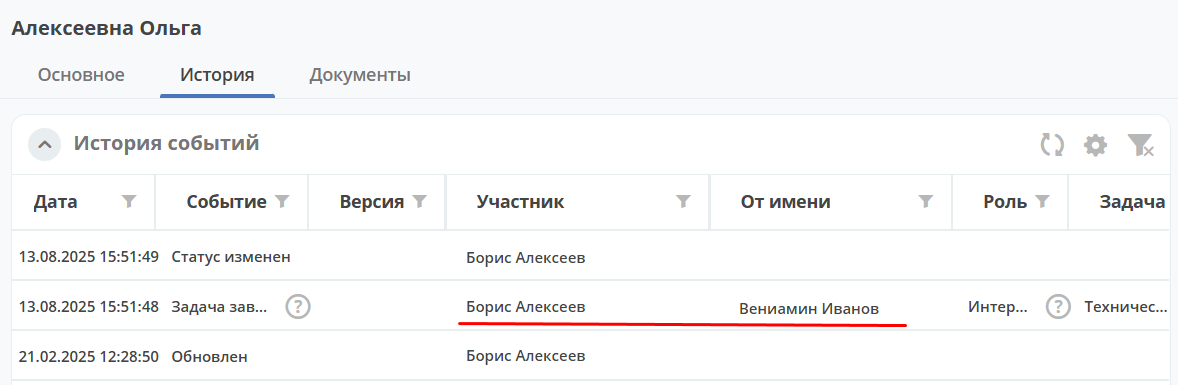 Алексеевна Ольга
Основное История Документы
История событий
Дата Событие Версия Участник От имени Роль Задача
13.08.2025 15:51:49 Статус изменен Борис Алексеев
13.08.2025 15:51:48 Задача зав... ? Борис Алексеев Вениамин Иванов Интер... ? Техничес...
21.02.2025 12:28:50 Обновлен Борис Алексеев